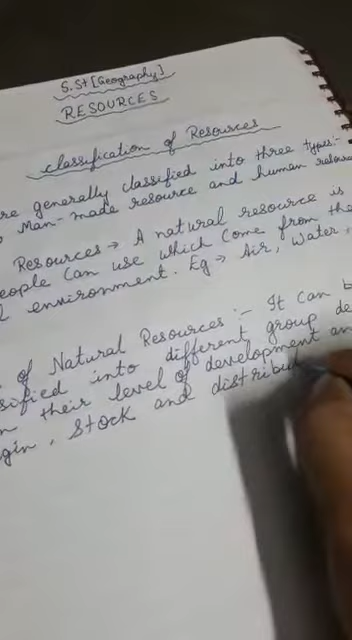 S.St [Geography]
RESOURCES
Classification of Resources
re generally classified into three types:-
Man-made resource and human resour
Resources → A natural resource is
eople can use which come from the
l environment. Eg → Air, Water,
of Natural Resources:- It can b
sified into different group de
n their level of development an
gin, Stock and distribu